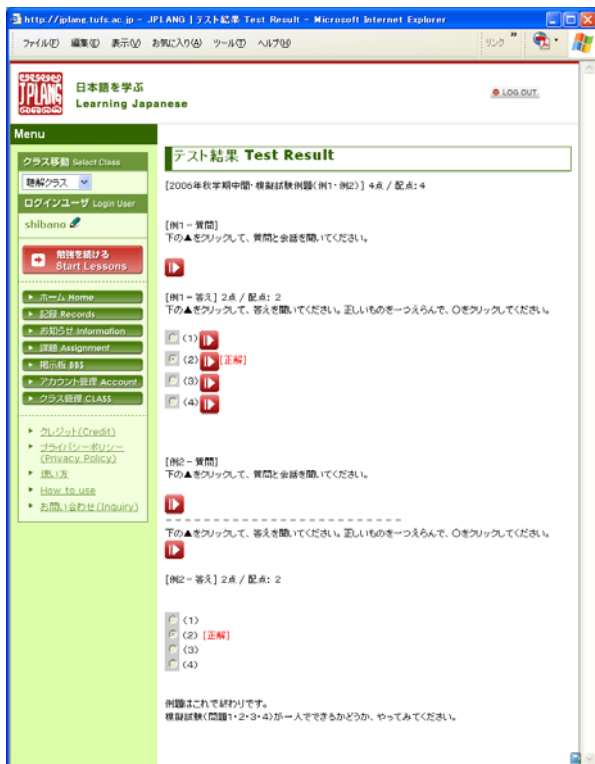 http://jplang.tufs.ac.jp - JPLANG | テスト結果 Test Result - Microsoft Internet Explorer
ファイル(F) 編集(E) 表示(V) お気に入り(A) ツール(T) ヘルプ(H) リンク »
JPLANG
日本語を学ぶ
Learning Japanese
LOG OUT
Menu
クラス移動 Select Class
聴解クラス
ログインユーザ Login User
shibano
勉強を続ける
Start Lessons
ホーム Home
記録 Records
お知らせ Information
課題 Assignment
掲示板 BBS
アカウント管理 Account
クラス管理 CLASS
クレジット(Credit)
プライバシーポリシー
(Privacy Policy)
使い方
How to use
お問い合わせ(Inquiry)
テスト結果 Test Result
[2006年秋学期中間・模擬試験例題(例1・例2)] 4点 / 配点: 4
[例1 - 質問]
下の▲をクリックして、質問と会話を聞いてください。
[例1 - 答え] 2点 / 配点: 2
下の▲をクリックして、答えを聞いてください。正しいものを一つえらんで、○をクリックしてください。
(1)
(2) [正解]
(3)
(4)
[例2 - 質問]
下の▲をクリックして、質問と会話を聞いてください。
下の▲をクリックして、答えを聞いてください。正しいものを一つえらんで、○をクリックしてください。
[例2 - 答え] 2点 / 配点: 2
(1)
(2) [正解]
(3)
(4)
例題はこれで終わりです。
模擬試験(問題1・2・3・4)が一人でできるかどうか、やってみてください。